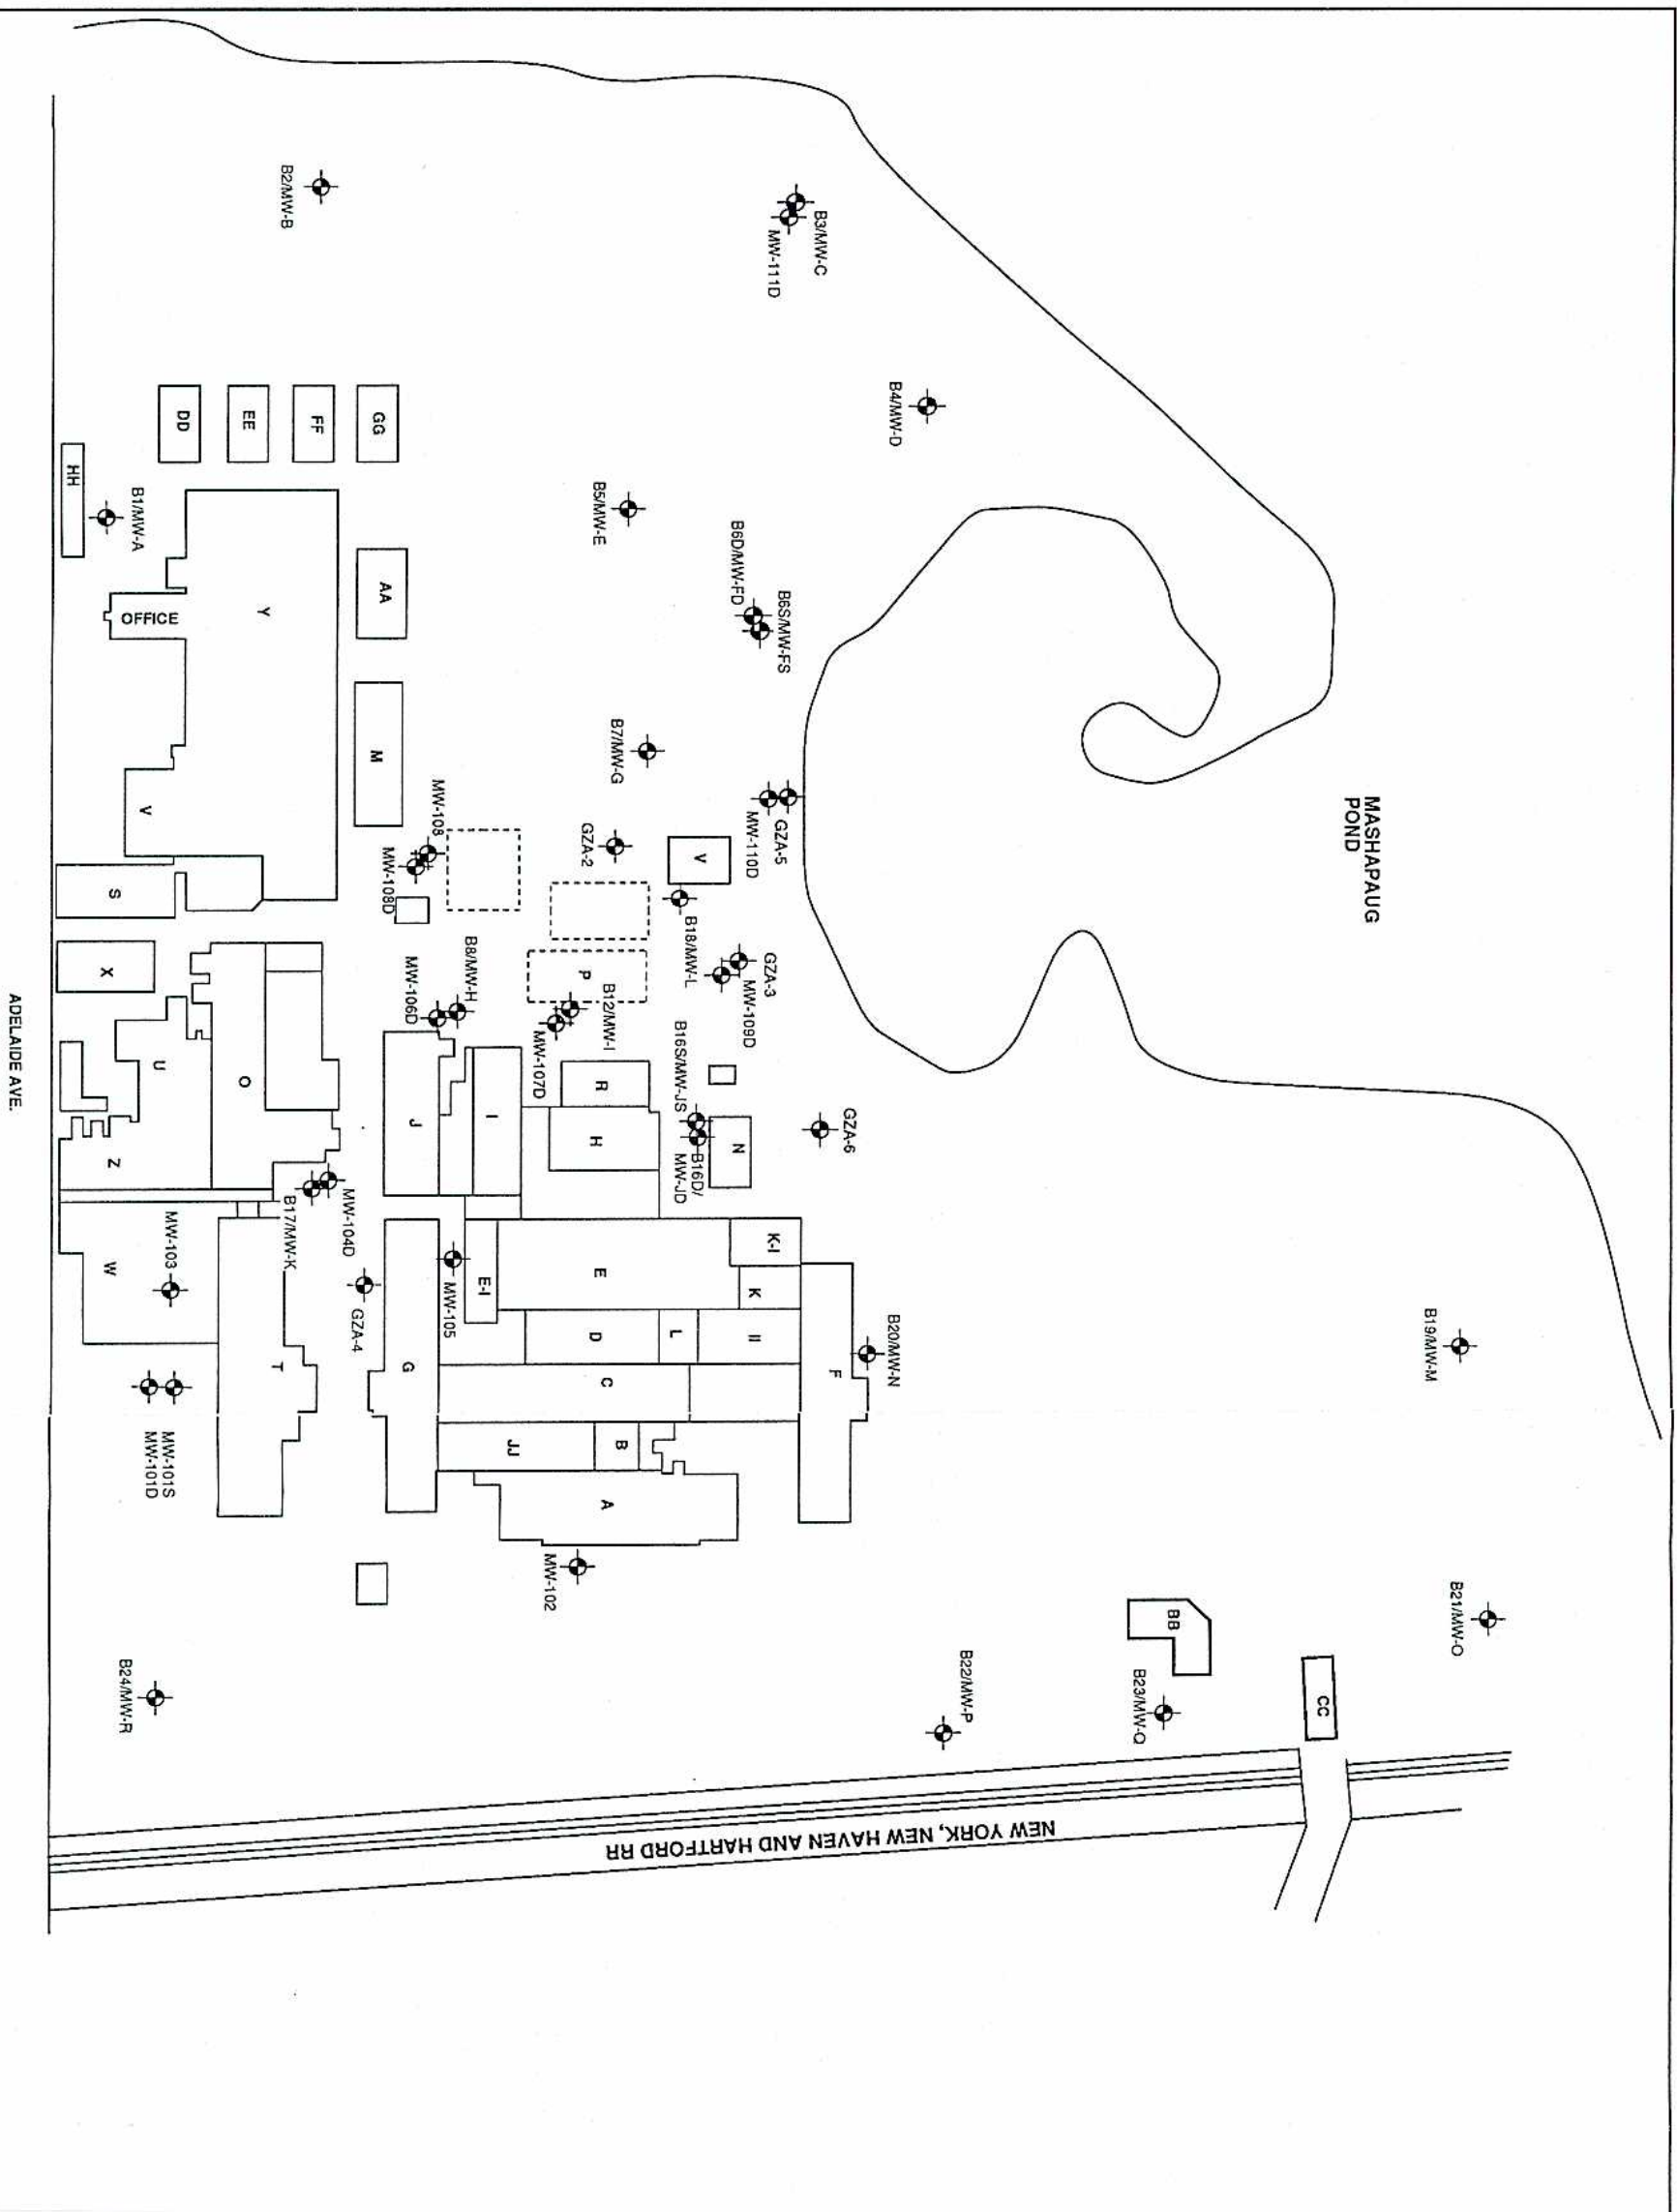 MASHAPAUG
POND
B3/MW-C
MW-111D
B2/MW-B
B4/MW-D
GG
FF
EE
DD
HH
B1/MW-A
B5/MW-E
B6D/MW-FD
B6S/MW-FS
AA
Y
OFFICE
B7/MW-G
M
V
S
X
MW-108
MW-108D
GZA-2
GZA-5
MW-110D
V
B18/MW-L
GZA-3
MW-109D
P
B12/MW-I
MW-107D
B8/MW-H
MW-106D
B16S/MW-JS
B16D/
MW-JD
N
GZA-6
R
H
I
J
O
U
Z
W
MW-103
B17/MW-K
MW-104D
GZA-4
MW-105
E-I
E
K-I
K
D
L
II
C
F
G
T
JJ
B
A
B20/MW-N
B19/MW-M
MW-101S
MW-101D
MW-102
B21/MW-O
BB
CC
B23/MW-Q
B22/MW-P
B24/MW-R
NEW YORK, NEW HAVEN AND HARTFORD RR
ADELAIDE AVE.